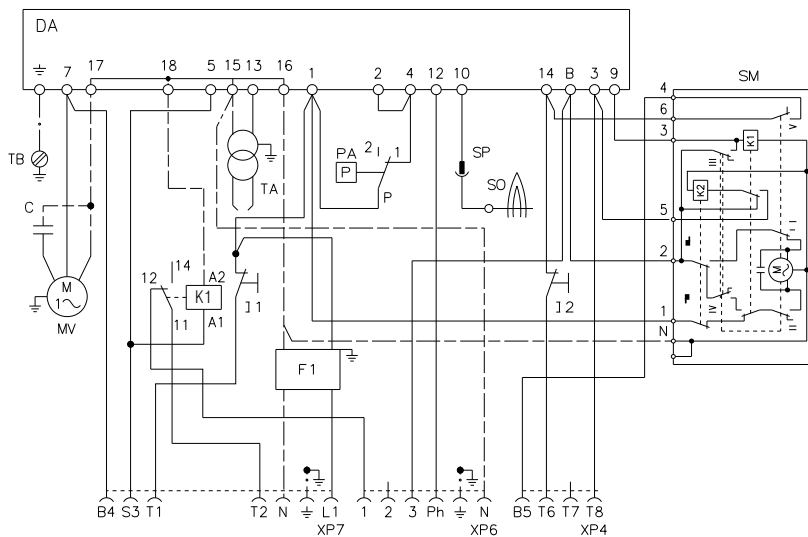 DA
7 17 18 5 15 13 16 1 2 4 12 10 14 B 3 9
SM
4
6
3
K1
V
III
K2
5
2
I
M
IV
II
1
N
TB
C
M
1~
MV
TA
PA
P
2 1
P
SP
SO
14
12
A2
K1
A1
11
]1
]2
F1
B4 S3 T1 T2 N L1 1 2 3 Ph N B5 T6 T7 T8
XP7 XP6 XP4